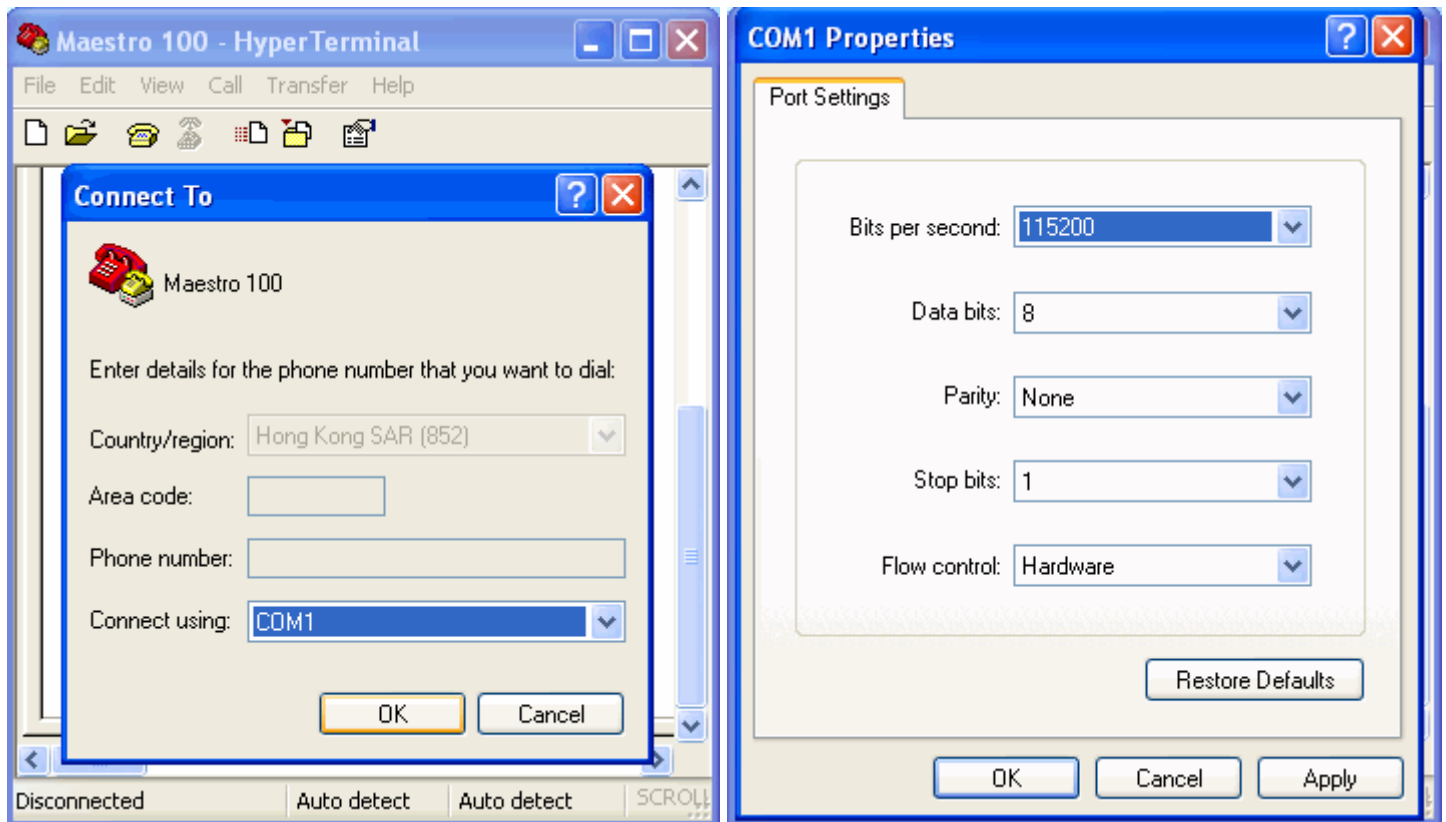 Maestro 100 - HyperTerminal
File Edit View Call Transfer Help
Connect To
Maestro 100
Enter details for the phone number that you want to dial:
Country/region: Hong Kong SAR (852)
Area code:
Phone number:
Connect using: COM1
OK Cancel
Disconnected Auto detect Auto detect SCROLL
COM1 Properties
Port Settings
Bits per second: 115200
Data bits: 8
Parity: None
Stop bits: 1
Flow control: Hardware
Restore Defaults
OK Cancel Apply